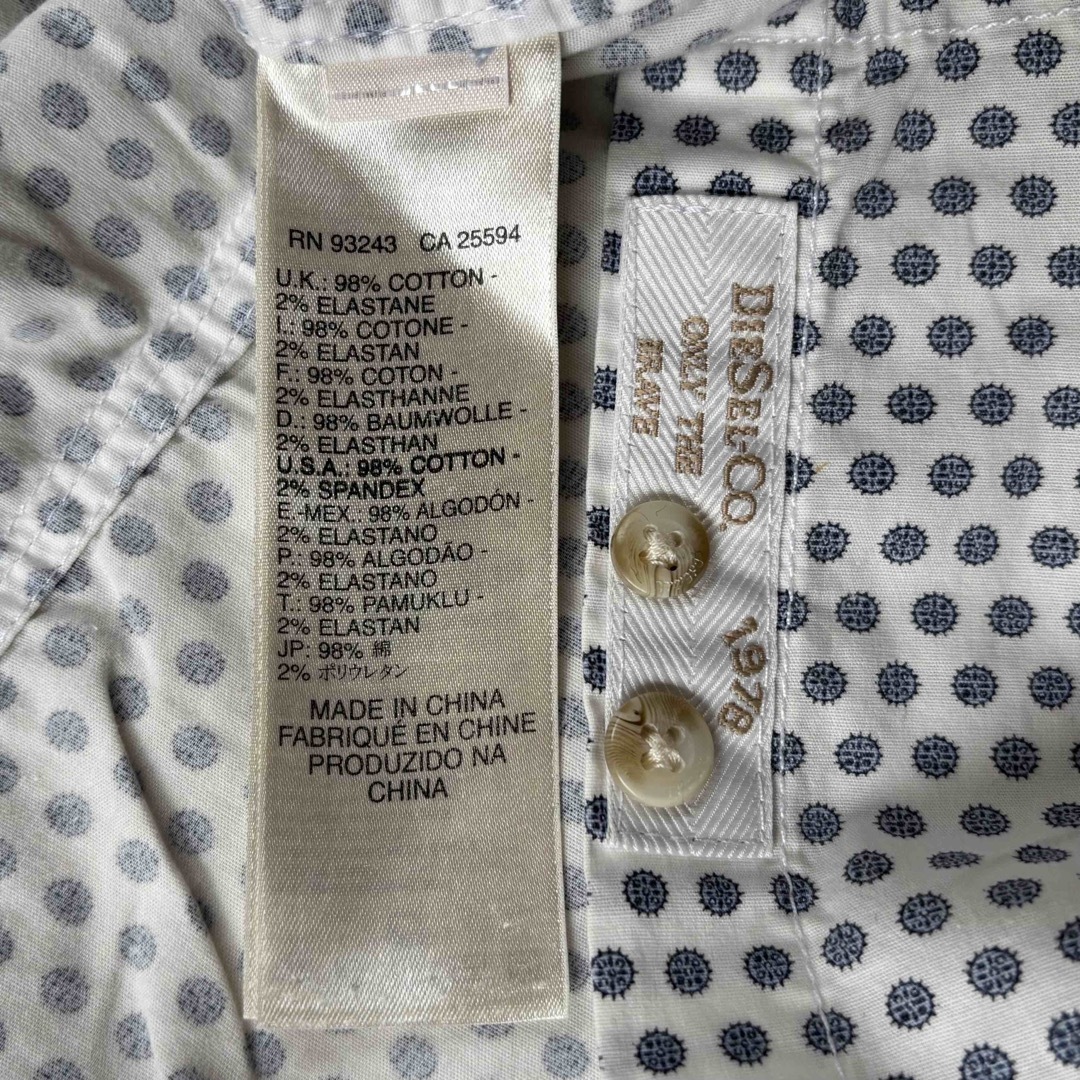 RN 93243 CA 25594
U.K.: 98% COTTON -
2% ELASTANE
I.: 98% COTONE -
2% ELASTAN
F.: 98% COTON -
2% ELASTHANNE
D.: 98% BAUMWOLLE -
2% ELASTHAN
U.S.A.: 98% COTTON -
2% SPANDEX
E.-MEX.: 98% ALGODÓN -
2% ELASTANO
P.: 98% ALGODÃO -
2% ELASTANO
T.: 98% PAMUKLU -
2% ELASTAN
JP: 98% 綿
2% ポリウレタン
MADE IN CHINA
FABRIQUÉ EN CHINE
PRODUZIDO NA
CHINA
DIESEL-CO.
ONLY THE
BRAVE
1978